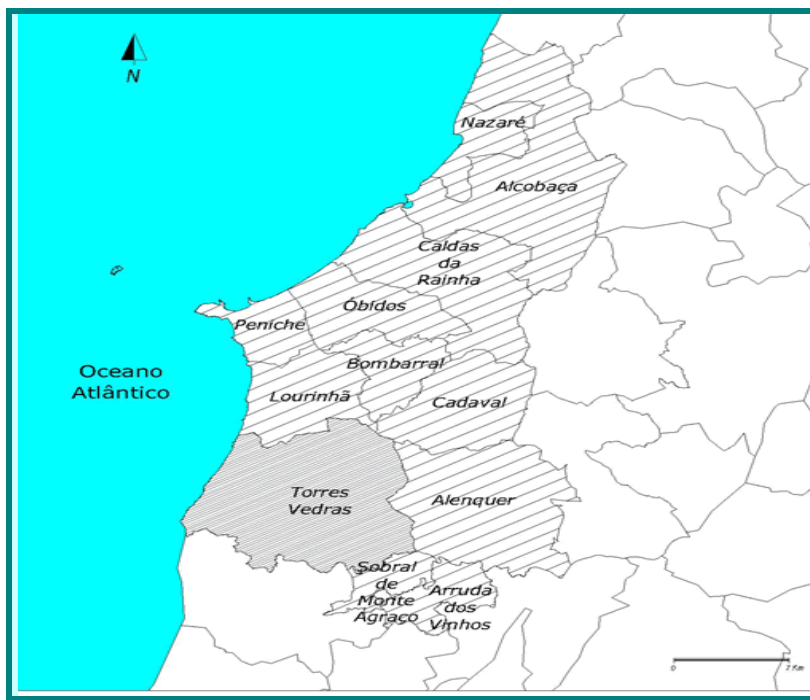 N
Nazaré
Alcobaça
Caldas
da
Rainha
Óbidos
Peniche
Bombarral
Oceano
Atlântico
Lourinhã
Cadaval
Torres
Vedras
Alenquer
Sobral
de
Monte
Agraço
Arruda
dos
Vinhos
0